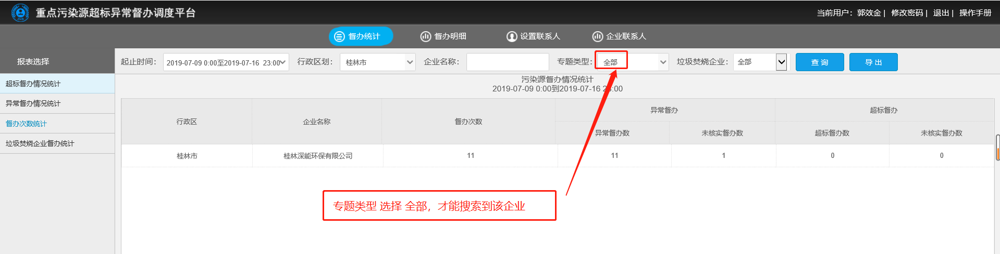 重点污染源超标异常督办调度平台
当前用户：郭效金 | 修改密码 | 退出 | 操作手册
督办统计 督办明细 设置联系人 企业联系人
报表选择
超标督办情况统计
异常督办情况统计
督办次数统计
垃圾焚烧企业督办统计
起止时间： 2019-07-09 0:00至2019-07-16 23:00 行政区划： 桂林市 企业名称： 专题类型： 全部 垃圾焚烧企业： 全部 查 询 导 出
污染源督办情况统计
2019-07-09 0:00到2019-07-16 23:00
行政区 企业名称 督办次数 异常督办 超标督办
异常督办数 未核实督办数 超标督办数 未核实督办数
桂林市 桂林深能环保有限公司 11 11 1 0 0
专题类型 选择 全部，才能搜索到该企业